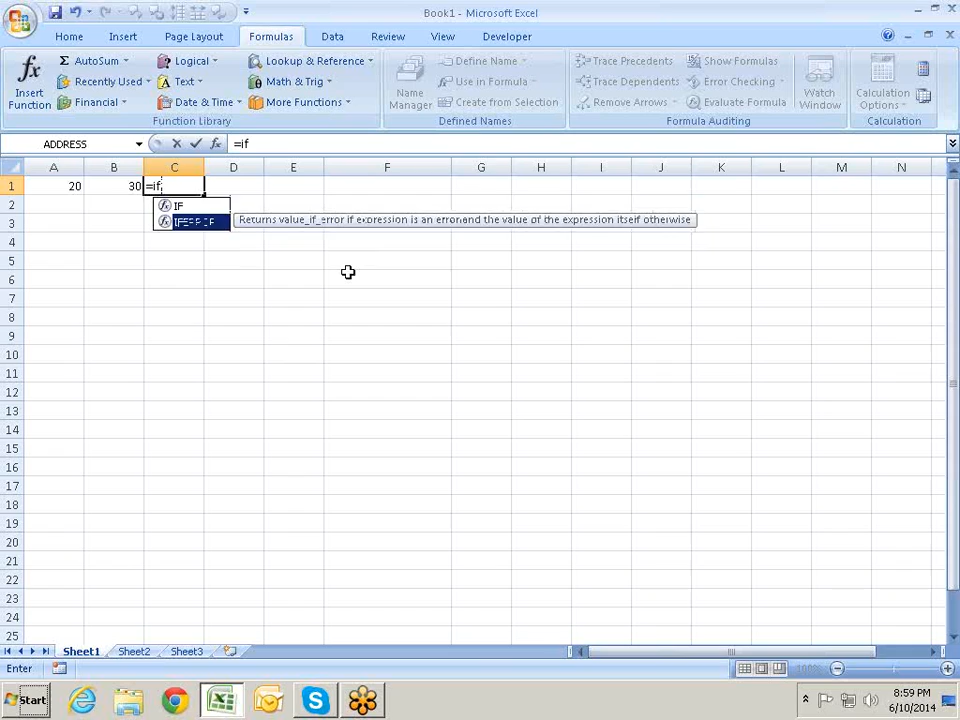 Book1 - Microsoft Excel
Home Insert Page Layout Formulas Data Review View Developer
Insert Function
AutoSum
Recently Used
Financial
Logical
Text
Date & Time
Lookup & Reference
Math & Trig
More Functions
Function Library
Name Manager
Define Name
Use in Formula
Create from Selection
Defined Names
Trace Precedents
Trace Dependents
Remove Arrows
Show Formulas
Error Checking
Evaluate Formula
Formula Auditing
Watch Window
Calculation Options
Calculation
ADDRESS fx =if
A B C D E F G H I J K L M N
1 20 30 =if
2 IF
3 IFERROR Returns value_if_error if expression is an error and the value of the expression itself otherwise
4
5
6
7
8
9
10
11
12
13
14
15
16
17
18
19
20
21
22
23
24
25
Sheet1 Sheet2 Sheet3
Enter 100%
Start 8:59 PM
6/10/2014